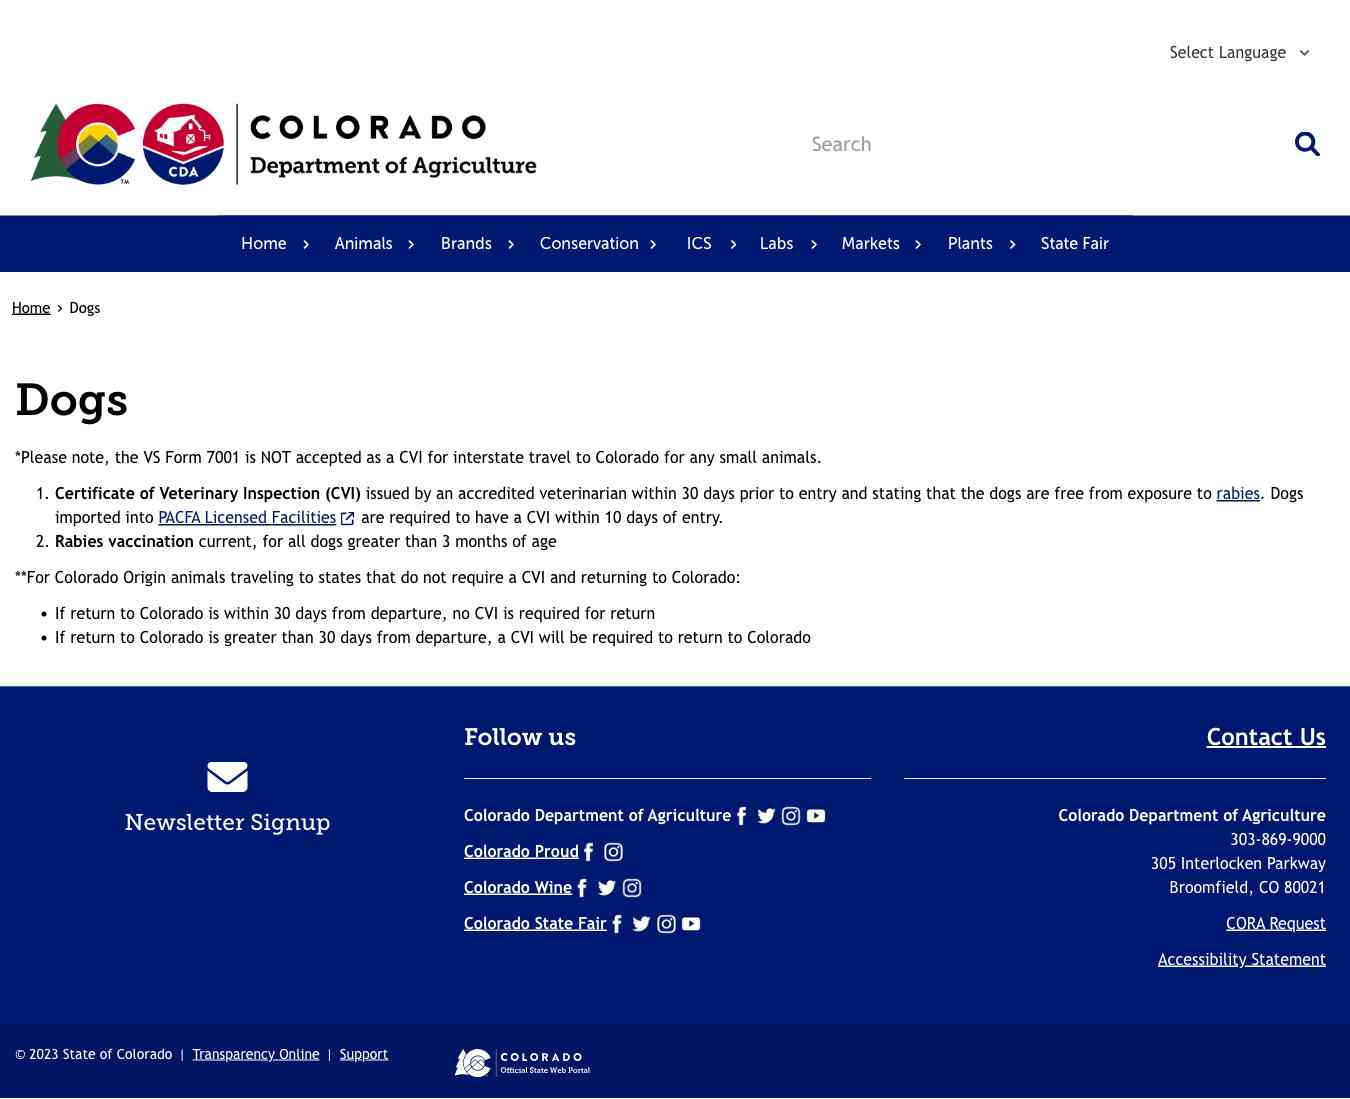 Select Language
COLORADO
Department of Agriculture
CDA
TM
Search
Home Animals Brands Conservation ICS Labs Markets Plants State Fair
Home › Dogs
Dogs
*Please note, the VS Form 7001 is NOT accepted as a CVI for interstate travel to Colorado for any small animals.
1. Certificate of Veterinary Inspection (CVI) issued by an accredited veterinarian within 30 days prior to entry and stating that the dogs are free from exposure to rabies. Dogs
imported into PACFA Licensed Facilities are required to have a CVI within 10 days of entry.
2. Rabies vaccination current, for all dogs greater than 3 months of age
**For Colorado Origin animals traveling to states that do not require a CVI and returning to Colorado:
• If return to Colorado is within 30 days from departure, no CVI is required for return
• If return to Colorado is greater than 30 days from departure, a CVI will be required to return to Colorado
Newsletter Signup
Follow us
Colorado Department of Agriculture
Colorado Proud
Colorado Wine
Colorado State Fair
Contact Us
Colorado Department of Agriculture
303-869-9000
305 Interlocken Parkway
Broomfield, CO 80021
CORA Request
Accessibility Statement
© 2023 State of Colorado | Transparency Online | Support
COLORADO
Official State Web Portal